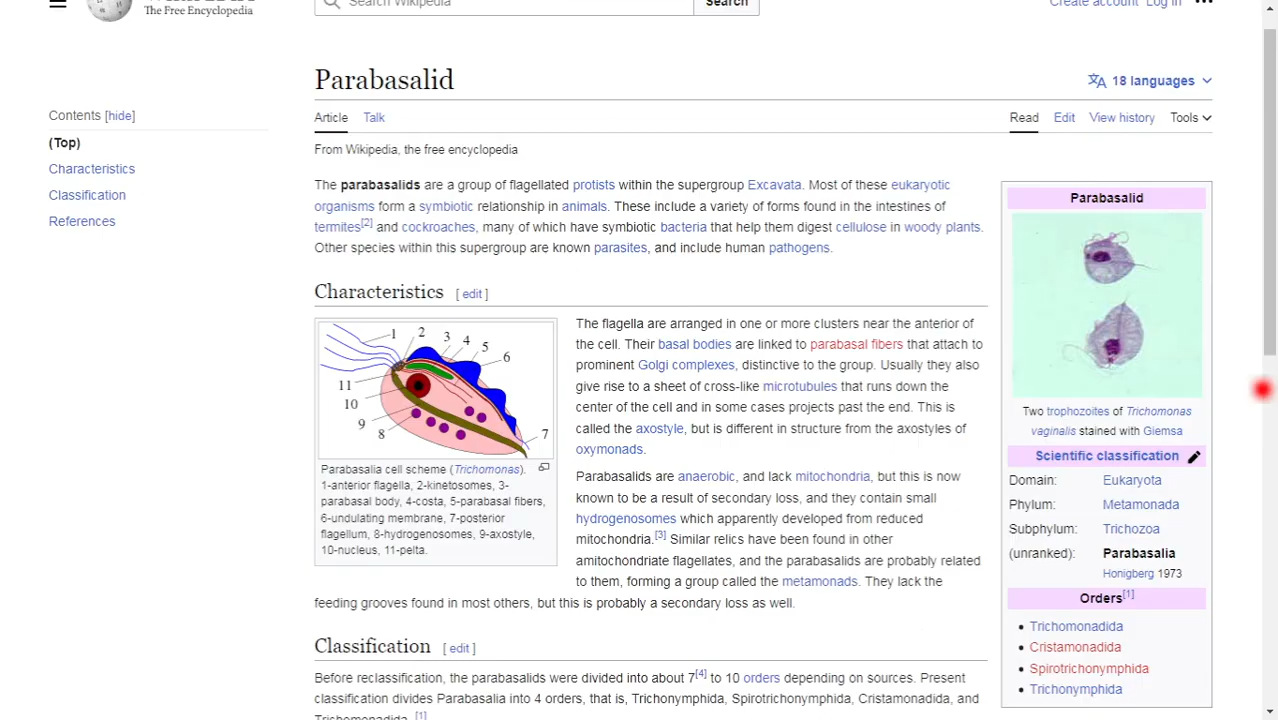 The Free Encyclopedia
Search Wikipedia
Search
Create account Log in
Parabasalid
18 languages
Contents [hide]
(Top)
Characteristics
Classification
References
Article Talk
Read Edit View history Tools
From Wikipedia, the free encyclopedia
The parabasalids are a group of flagellated protists within the supergroup Excavata. Most of these eukaryotic
organisms form a symbiotic relationship in animals. These include a variety of forms found in the intestines of
termites[2] and cockroaches, many of which have symbiotic bacteria that help them digest cellulose in woody plants.
Other species within this supergroup are known parasites, and include human pathogens.
Characteristics [ edit ]
1
2
3
4
5
6
11
10
9
8
7
Parabasalia cell scheme (Trichomonas).
1-anterior flagella, 2-kinetosomes, 3-
parabasal body, 4-costa, 5-parabasal fibers,
6-undulating membrane, 7-posterior
flagellum, 8-hydrogenosomes, 9-axostyle,
10-nucleus, 11-pelta.
The flagella are arranged in one or more clusters near the anterior of
the cell. Their basal bodies are linked to parabasal fibers that attach to
prominent Golgi complexes, distinctive to the group. Usually they also
give rise to a sheet of cross-like microtubules that runs down the
center of the cell and in some cases projects past the end. This is
called the axostyle, but is different in structure from the axostyles of
oxymonads.
Parabasalids are anaerobic, and lack mitochondria, but this is now
known to be a result of secondary loss, and they contain small
hydrogenosomes which apparently developed from reduced
mitochondria.[3] Similar relics have been found in other
amitochondriate flagellates, and the parabasalids are probably related
to them, forming a group called the metamonads. They lack the
feeding grooves found in most others, but this is probably a secondary loss as well.
Classification [ edit ]
Before reclassification, the parabasalids were divided into about 7[4] to 10 orders depending on sources. Present
classification divides Parabasalia into 4 orders, that is, Trichonymphida, Spirotrichonymphida, Cristamonadida, and
Trichomonadida. [1]
Parabasalid
Two trophozoites of Trichomonas
vaginalis stained with Giemsa
Scientific classification
Domain: Eukaryota
Phylum: Metamonada
Subphylum: Trichozoa
(unranked): Parabasalia
Honigberg 1973
Orders[1]
• Trichomonadida
• Cristamonadida
• Spirotrichonymphida
• Trichonymphida